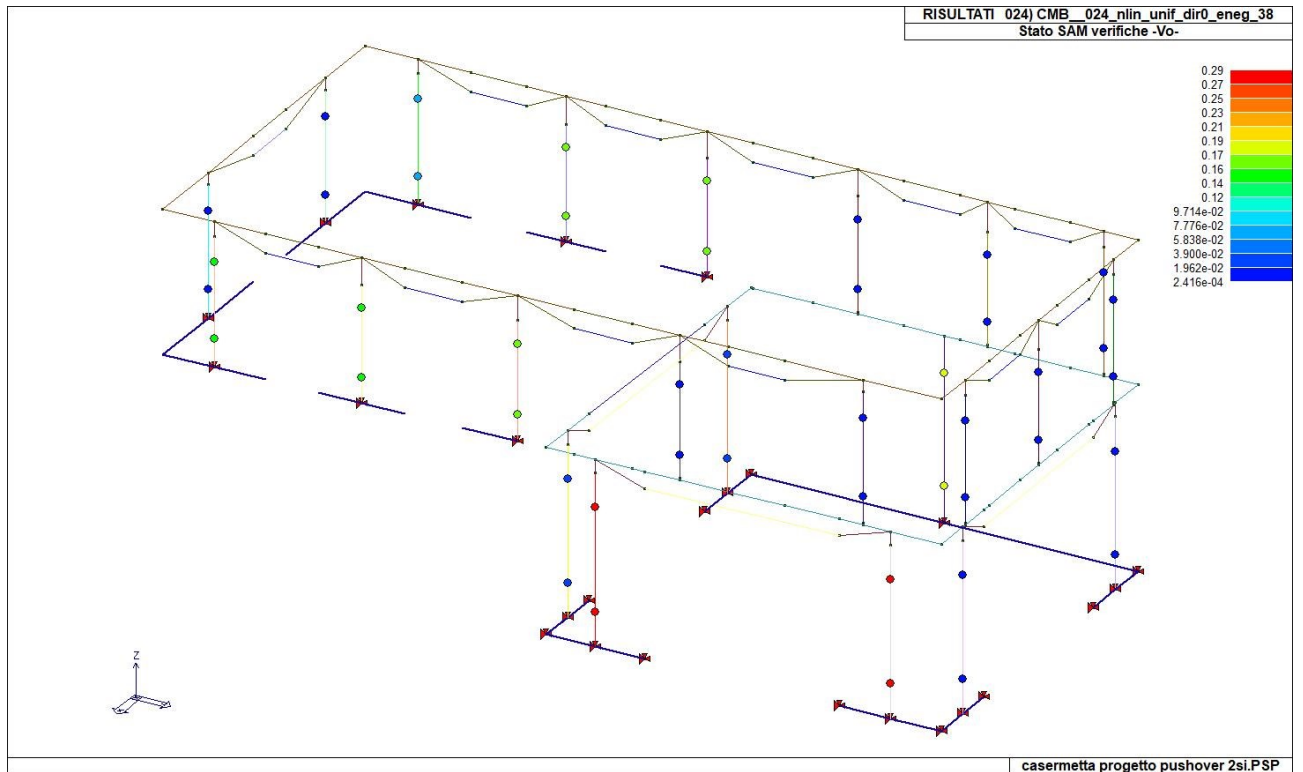 RISULTATI 024) CMB__024_nlin_unif_dir0_eneg_38
Stato SAM verifiche -Vo-
0.29
0.27
0.25
0.23
0.21
0.19
0.17
0.16
0.14
0.12
9.714e-02
7.776e-02
5.838e-02
3.900e-02
1.962e-02
2.416e-04
Z
casermetta progetto pushover 2si.PSP